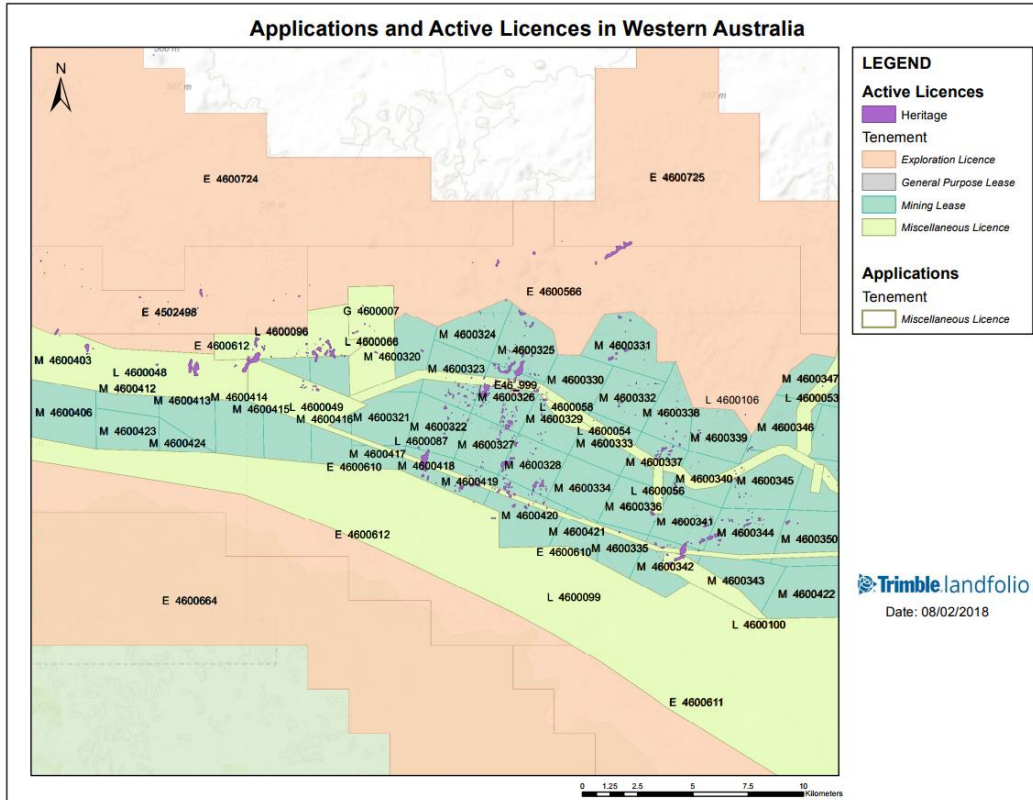 Applications and Active Licences in Western Australia
N
567 m
557 m
E 4600724
E 4600725
E 4600566
E 4502498
G 4600007
L 4600096
E 4600612
L 4600066
M 4600320
M 4600324
M 4600325
M 4600331
M 4600403
L 4600048
M 4600323
M 4600330
M 4600347
M 4600412
E46_999
M 4600413
M 4600414
M 4600326
M 4600332
L 4600106
L 4600053
M 4600406
M 4600415
L 4600049
M 4600416
M 4600321
L 4600058
M 4600329
M 4600338
M 4600423
M 4600322
L 4600054
M 4600346
M 4600424
L 4600087
M 4600327
M 4600333
M 4600339
M 4600417
E 4600610
M 4600418
M 4600328
M 4600337
M 4600419
M 4600334
L 4600056
M 4600340
M 4600345
M 4600336
M 4600420
M 4600341
E 4600612
M 4600421
M 4600344
M 4600350
E 4600610
M 4600335
M 4600342
M 4600343
E 4600664
L 4600099
M 4600422
L 4600100
E 4600611
LEGEND
Active Licences
Heritage
Tenement
Exploration Licence
General Purpose Lease
Mining Lease
Miscellaneous Licence
Applications
Tenement
Miscellaneous Licence
Trimble landfolio
Date: 08/02/2018
0 1.25 2.5 5 7.5 10
Kilometers